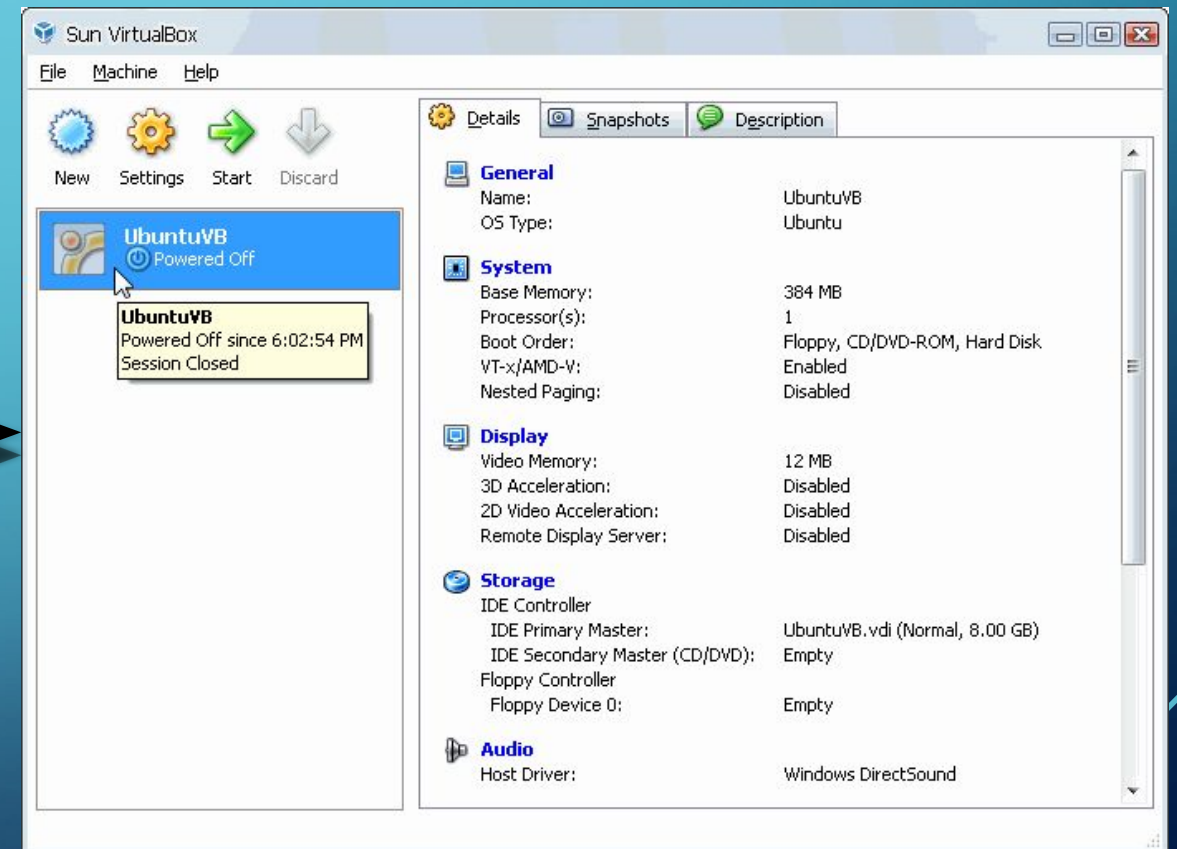 Sun VirtualBox
File Machine Help
New Settings Start Discard
UbuntuVB
Powered Off
UbuntuVB
Powered Off since 6:02:54 PM
Session Closed
Details Snapshots Description
General
Name: UbuntuVB
OS Type: Ubuntu
System
Base Memory: 384 MB
Processor(s): 1
Boot Order: Floppy, CD/DVD-ROM, Hard Disk
VT-x/AMD-V: Enabled
Nested Paging: Disabled
Display
Video Memory: 12 MB
3D Acceleration: Disabled
2D Video Acceleration: Disabled
Remote Display Server: Disabled
Storage
IDE Controller
IDE Primary Master: UbuntuVB.vdi (Normal, 8.00 GB)
IDE Secondary Master (CD/DVD): Empty
Floppy Controller
Floppy Device 0: Empty
Audio
Host Driver: Windows DirectSound